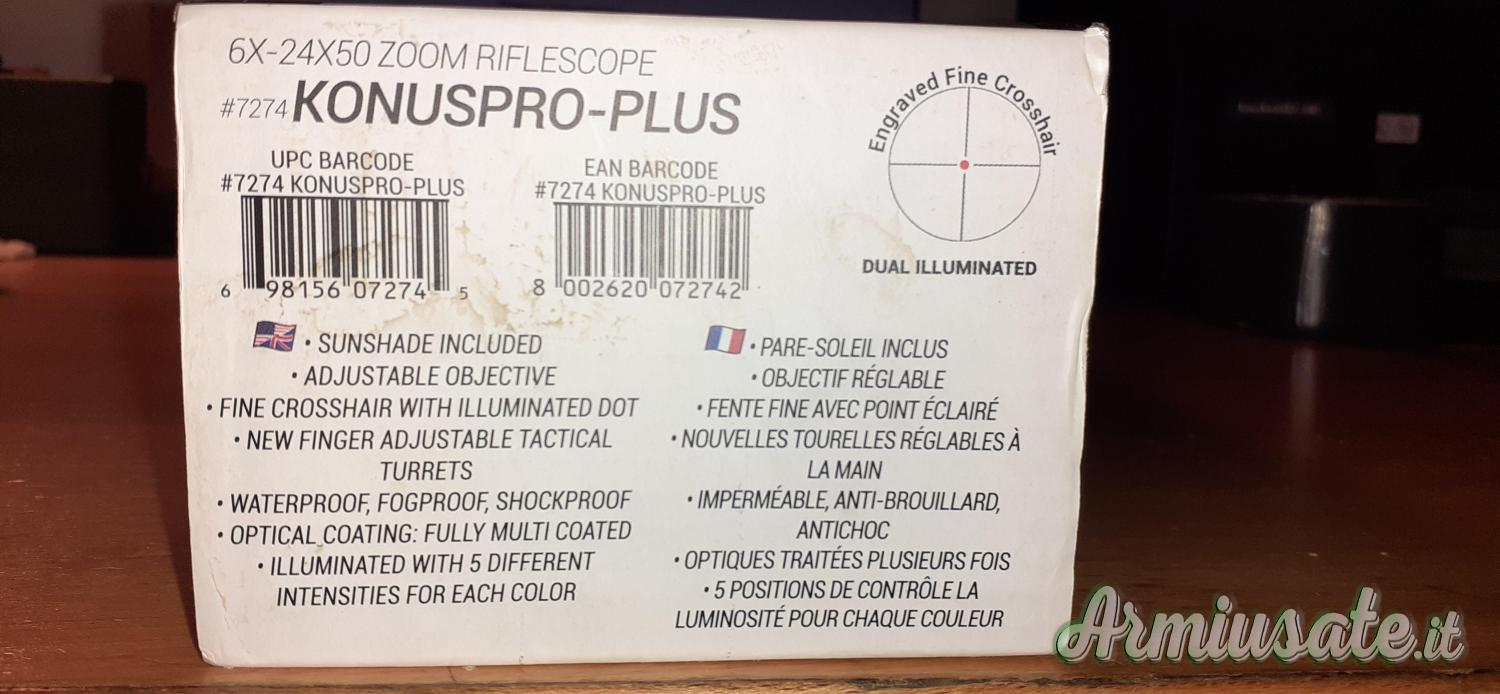 6X-24X50 ZOOM RIFLESCOPE
#7274 KONUSPRO-PLUS
UPC BARCODE
#7274 KONUSPRO-PLUS
6 98156 07274 5
EAN BARCODE
#7274 KONUSPRO-PLUS
8 002620 072742
Engraved Fine Crosshair
DUAL ILLUMINATED
• SUNSHADE INCLUDED
• ADJUSTABLE OBJECTIVE
• FINE CROSSHAIR WITH ILLUMINATED DOT
• NEW FINGER ADJUSTABLE TACTICAL
TURRETS
• WATERPROOF, FOGPROOF, SHOCKPROOF
• OPTICAL COATING: FULLY MULTI COATED
• ILLUMINATED WITH 5 DIFFERENT
INTENSITIES FOR EACH COLOR
• PARE-SOLEIL INCLUS
• OBJECTIF RÉGLABLE
• FENTE FINE AVEC POINT ÉCLAIRÉ
• NOUVELLES TOURELLES RÉGLABLES À
LA MAIN
• IMPERMÉABLE, ANTI-BROUILLARD,
ANTICHOC
• OPTIQUES TRAITÉES PLUSIEURS FOIS
• 5 POSITIONS DE CONTRÔLE LA
LUMINOSITÉ POUR CHAQUE COULEUR
Armiusate.it